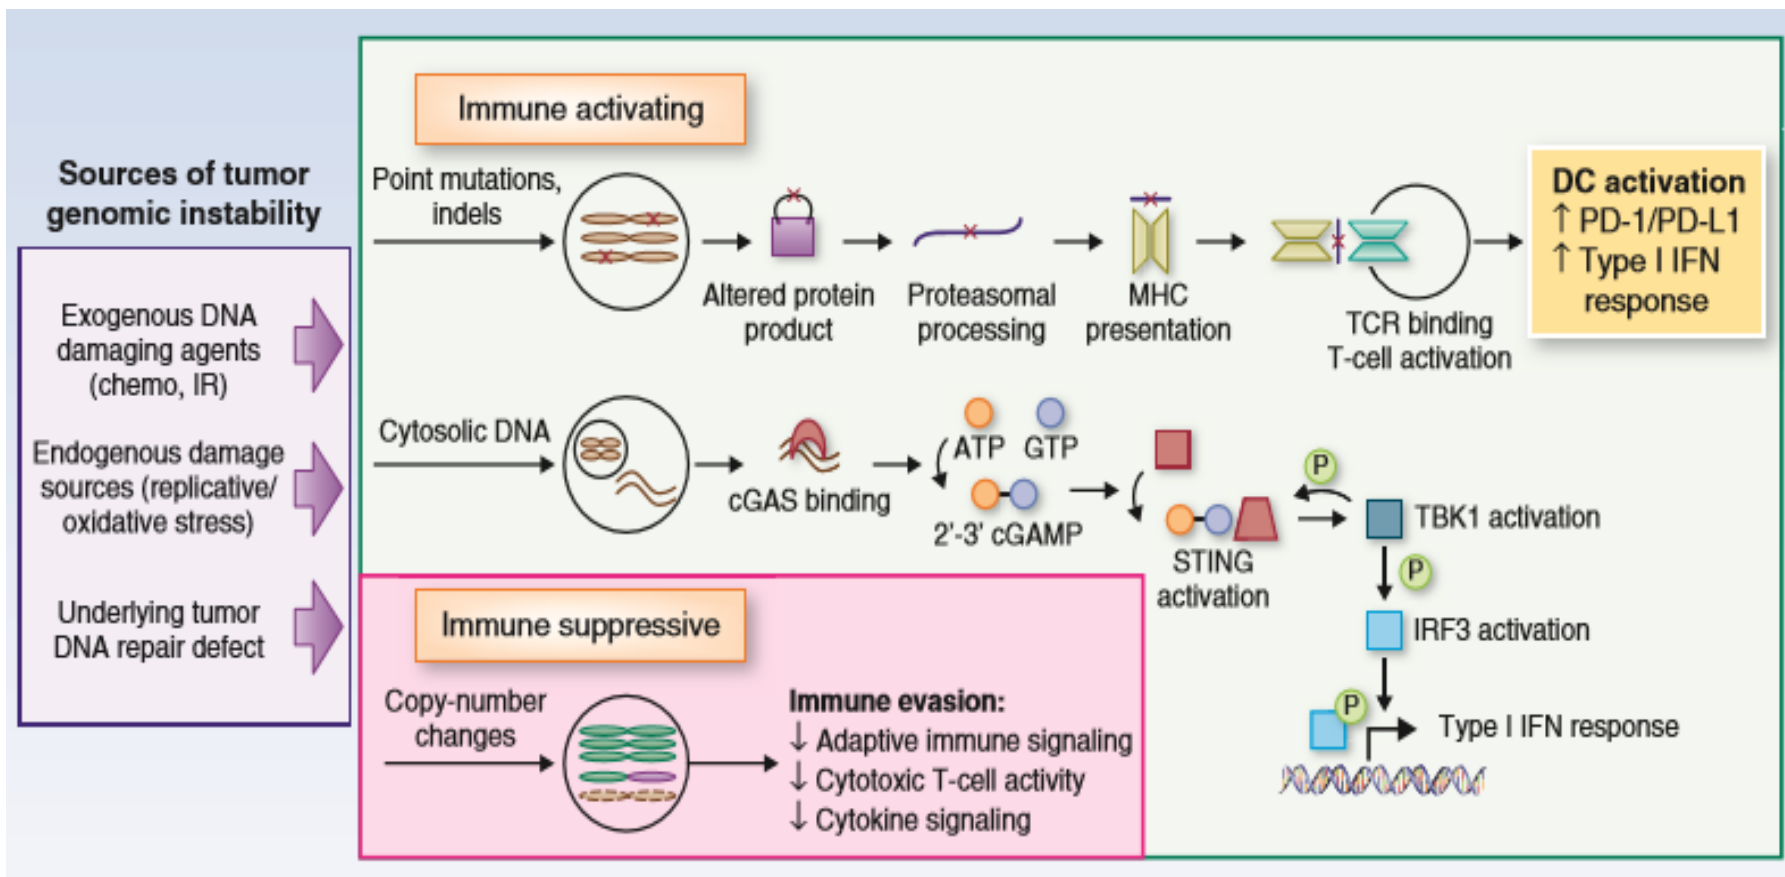 Sources of tumor
genomic instability
Exogenous DNA
damaging agents
(chemo, IR)
Endogenous damage
sources (replicative/
oxidative stress)
Underlying tumor
DNA repair defect
Immune activating
Point mutations,
indels
Altered protein
product
Proteasomal
processing
MHC
presentation
TCR binding
T-cell activation
DC activation
↑ PD-1/PD-L1
↑ Type I IFN
response
Cytosolic DNA
cGAS binding
ATP
GTP
2'-3' cGAMP
STING
activation
P
TBK1 activation
P
IRF3 activation
P
Type I IFN response
Immune suppressive
Copy-number
changes
Immune evasion:
↓ Adaptive immune signaling
↓ Cytotoxic T-cell activity
↓ Cytokine signaling